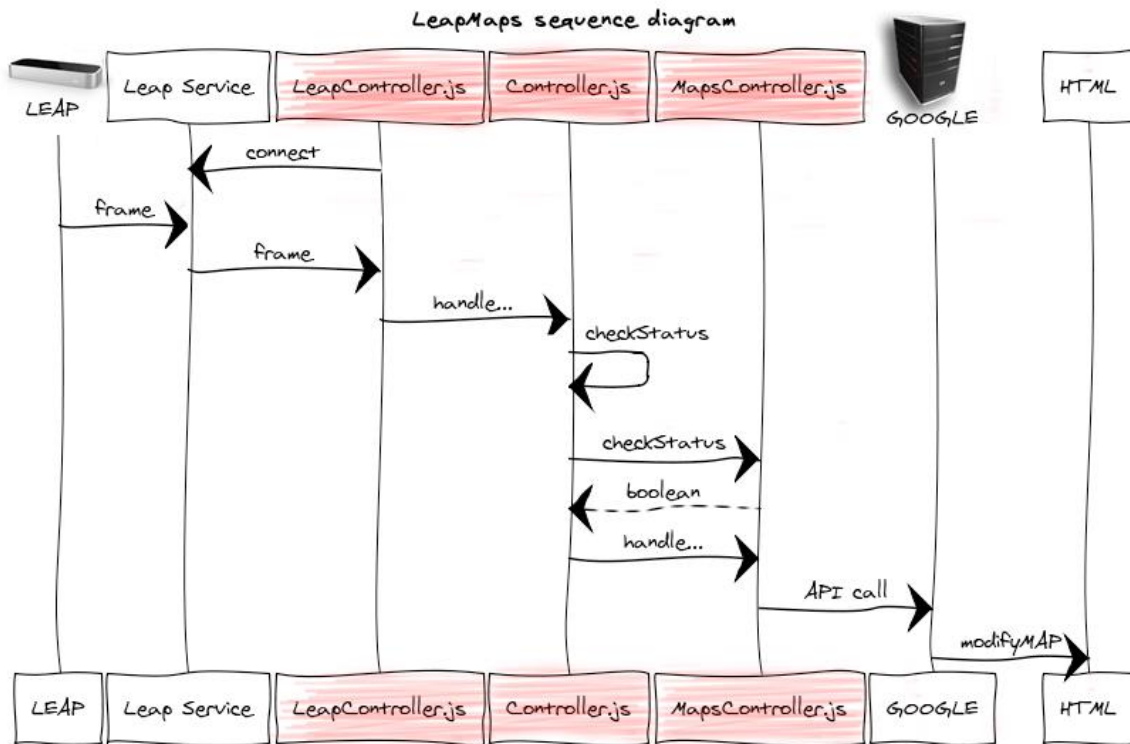 LeapMaps sequence diagram
LEAP
Leap Service
LeapController.js
Controller.js
MapsController.js
GOOGLE
HTML
connect
frame
frame
handle...
checkStatus
checkStatus
boolean
handle...
API call
modifyMAP
LEAP
Leap Service
LeapController.js
Controller.js
MapsController.js
GOOGLE
HTML